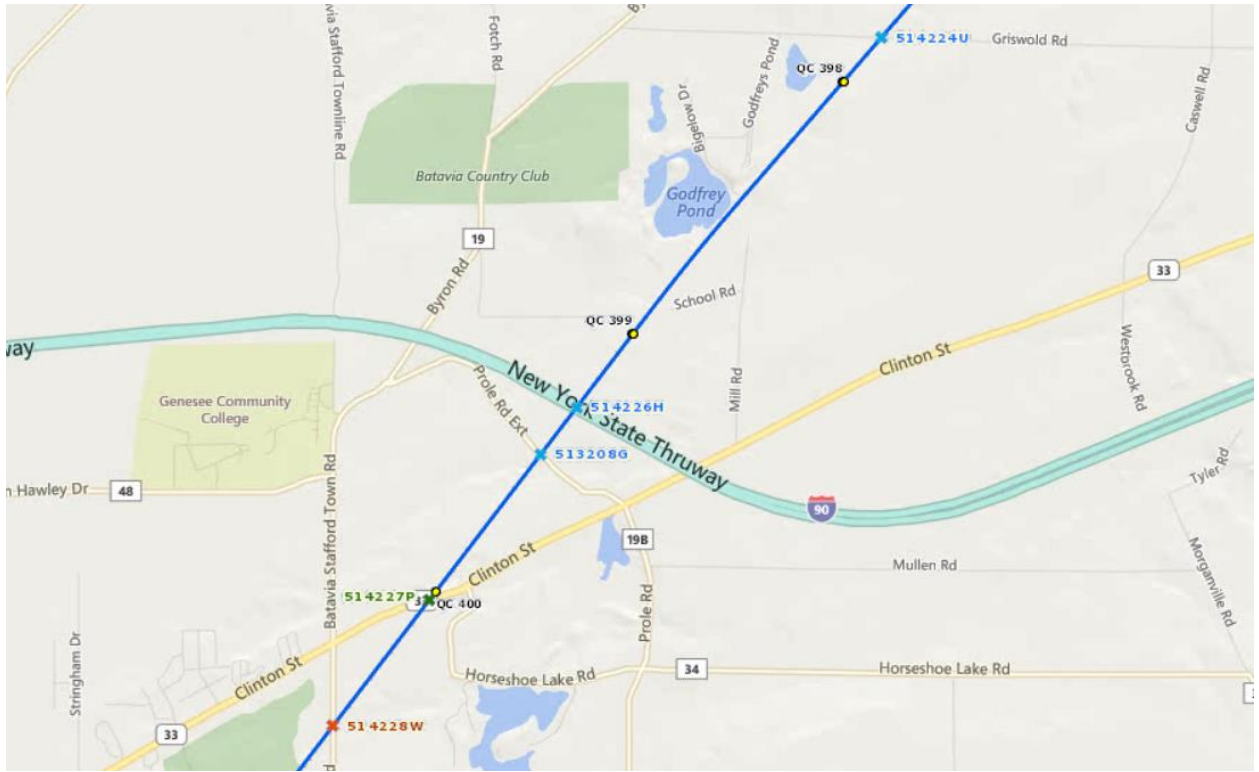 Batavia Stafford Townline Rd
Fotch Rd
514224U
Griswold Rd
QC 398
Godfreys Pond
Bigelow Dr
Caswell Rd
Batavia Country Club
Godfrey
Pond
19
Byron Rd
33
School Rd
QC 399
Clinton St
way
New York State Thruway
Westbrook Rd
Mill Rd
Prole Rd Ext
Genesee Community
College
514226H
513208G
Tyler Rd
Hawley Dr
48
Batavia Stafford Town Rd
90
19B
Mullen Rd
Clinton St
Morganville Rd
514227P
QC 400
Prole Rd
Stringham Dr
Clinton St
Horseshoe Lake Rd
34
Horseshoe Lake Rd
33
514228W